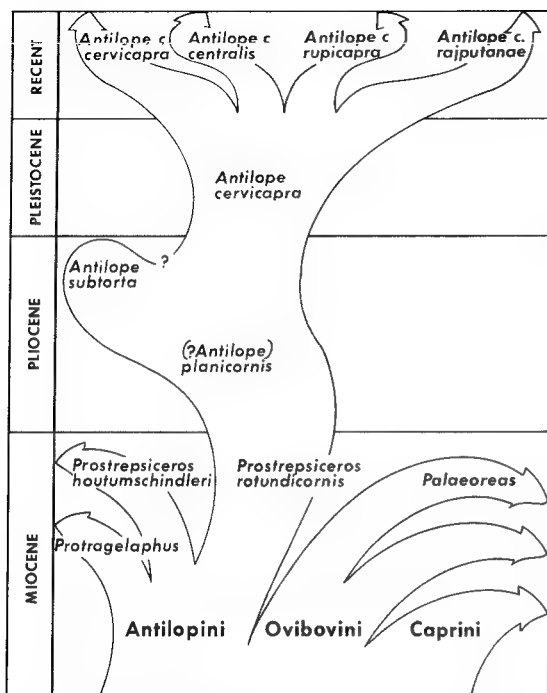 RECENT
Antilope c.
cervicapra
Antilope c
centralis
Antilope c
rupicapra
Antilope c.
rajputanae
PLEISTOCENE
Antilope
cervicapra
PLIOCENE
Antilope
subtorta
?
(?Antilope)
planicornis
MIOCENE
Prostrepsiceros
houtumschindleri
Prostrepsiceros
rotundicornis
Palaeoreas
Protragelaphus
Antilopini
Ovibovini
Caprini